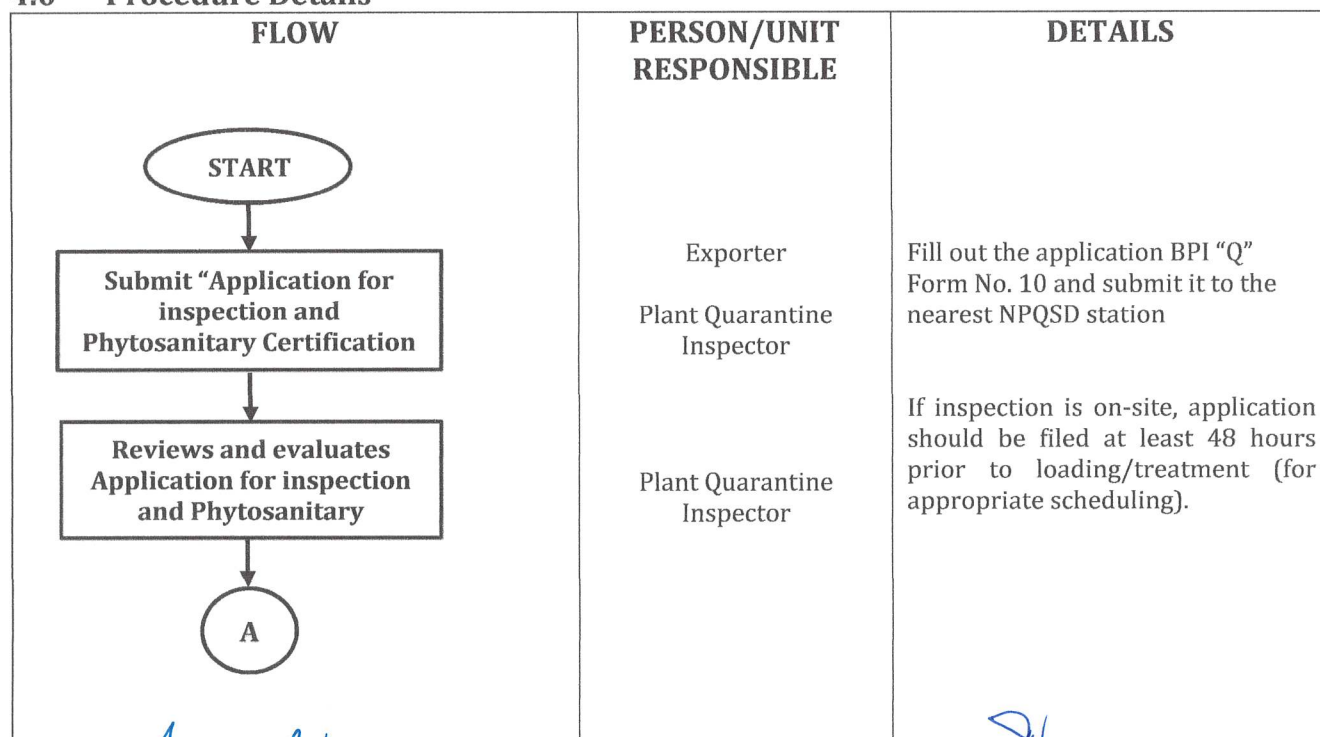 Procedure Details
FLOW
PERSON/UNIT
RESPONSIBLE
DETAILS
START
Submit “Application for
inspection and
Phytosanitary Certification
Exporter
Plant Quarantine
Inspector
Fill out the application BPI “Q”
Form No. 10 and submit it to the
nearest NPQSD station
Reviews and evaluates
Application for inspection
and Phytosanitary
Plant Quarantine
Inspector
If inspection is on-site, application
should be filed at least 48 hours
prior to loading/treatment (for
appropriate scheduling).
A